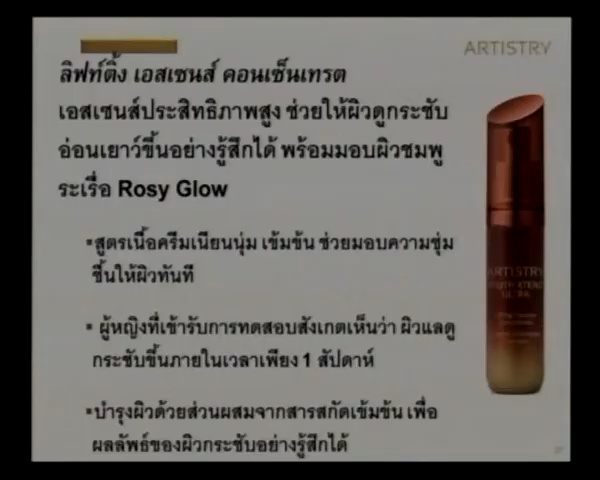 ARTISTRY
ลิฟท์ติ้ง เอสเซนส์ คอนเซ็นเทรต
เอสเซนส์ประสิทธิภาพสูง ช่วยให้ผิวดูกระชับ
อ่อนเยาว์ขึ้นอย่างรู้สึกได้ พร้อมมอบผิวชมพู
ระเรื่อ Rosy Glow
▪สูตรเนื้อครีมเนียนนุ่ม เข้มข้น ช่วยมอบความชุ่ม
ชื้นให้ผิวทันที
▪ ผู้หญิงที่เข้ารับการทดสอบสังเกตเห็นว่า ผิวแลดู
กระชับขึ้นภายในเวลาเพียง 1 สัปดาห์
▪บำรุงผิวด้วยส่วนผสมจากสารสกัดเข้มข้น เพื่อ
ผลลัพธ์ของผิวกระชับอย่างรู้สึกได้
ARTISTRY